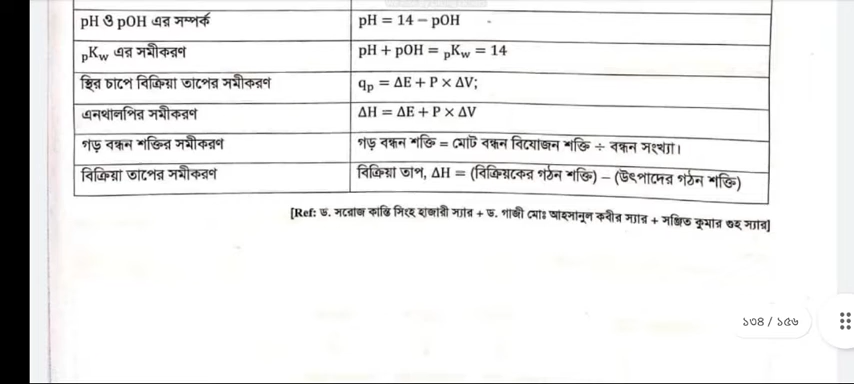 pH ও pOH এর সম্পর্ক pH = 14 – pOH
pKw এর সমীকরণ pH + pOH = pKw = 14
স্থির চাপে বিক্রিয়া তাপের সমীকরণ qp = ΔE + P × ΔV;
এনথালপির সমীকরণ ΔH = ΔE + P × ΔV
গড় বন্ধন শক্তির সমীকরণ গড় বন্ধন শক্তি = মোট বন্ধন বিযোজন শক্তি ÷ বন্ধন সংখ্যা।
বিক্রিয়া তাপের সমীকরণ বিক্রিয়া তাপ, ΔH = (বিক্রিয়কের গঠন শক্তি) – (উৎপাদের গঠন শক্তি)
[Ref: ড. সরোজ কান্তি সিংহ হাজারী স্যার + ড. গাজী মোঃ আহসানুল কবীর স্যার + সঞ্জিত কুমার গুহ স্যার]
১৩৪ / ১৫৬